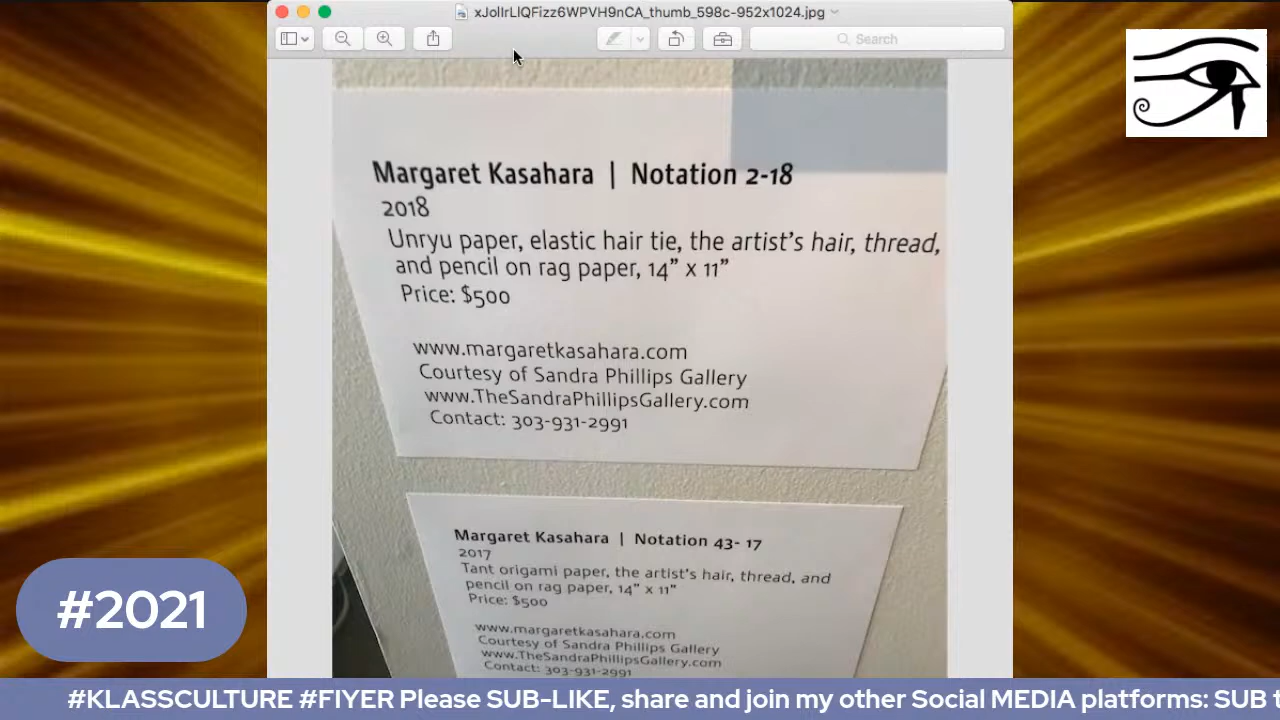 xJolIrLlQFizz6WPVH9nCA_thumb_598c-952x1024.jpg
Search
Margaret Kasahara | Notation 2-18
2018
Unryu paper, elastic hair tie, the artist's hair, thread,
and pencil on rag paper, 14" x 11"
Price: $500
www.margaretkasahara.com
Courtesy of Sandra Phillips Gallery
www.TheSandraPhillipsGallery.com
Contact: 303-931-2991
Margaret Kasahara | Notation 43- 17
2017
Tant origami paper, the artist's hair, thread, and
pencil on rag paper, 14" x 11"
Price: $500
www.margaretkasahara.com
Courtesy of Sandra Phillips Gallery
www.TheSandraPhillipsGallery.com
Contact: 303-931-2991
#2021
#KLASSCULTURE #FIYER Please SUB-LIKE, share and join my other Social MEDIA platforms: SUB t